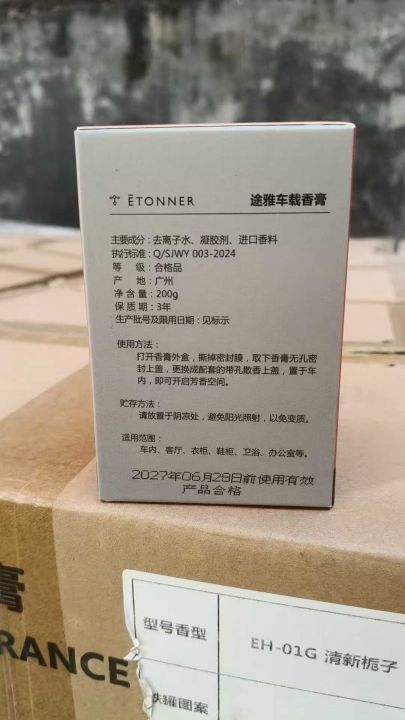 ĒTONNER 途雅车载香膏
主要成分：去离子水、凝胶剂、进口香料
执行标准：Q/SJWY 003-2024
等 级：合格品
产 地：广州
净 含 量：200g
保 质 期：3年
生产批号及限用日期：见标示
使用方法：
打开香膏外盒，撕掉密封膜，取下香膏无孔密
封上盖，更换成配套的带孔散香上盖，置于车
内，即可开启芳香空间。
贮存方法：
请放置于阴凉处，避免阳光照射，以免变质。
适用范围：
车内、客厅、衣柜、鞋柜、卫浴、办公室等。
2027年06月28日前使用有效
产品合格
膏
RANCE
型号香型 EH-01G 清新栀子
铁罐图案